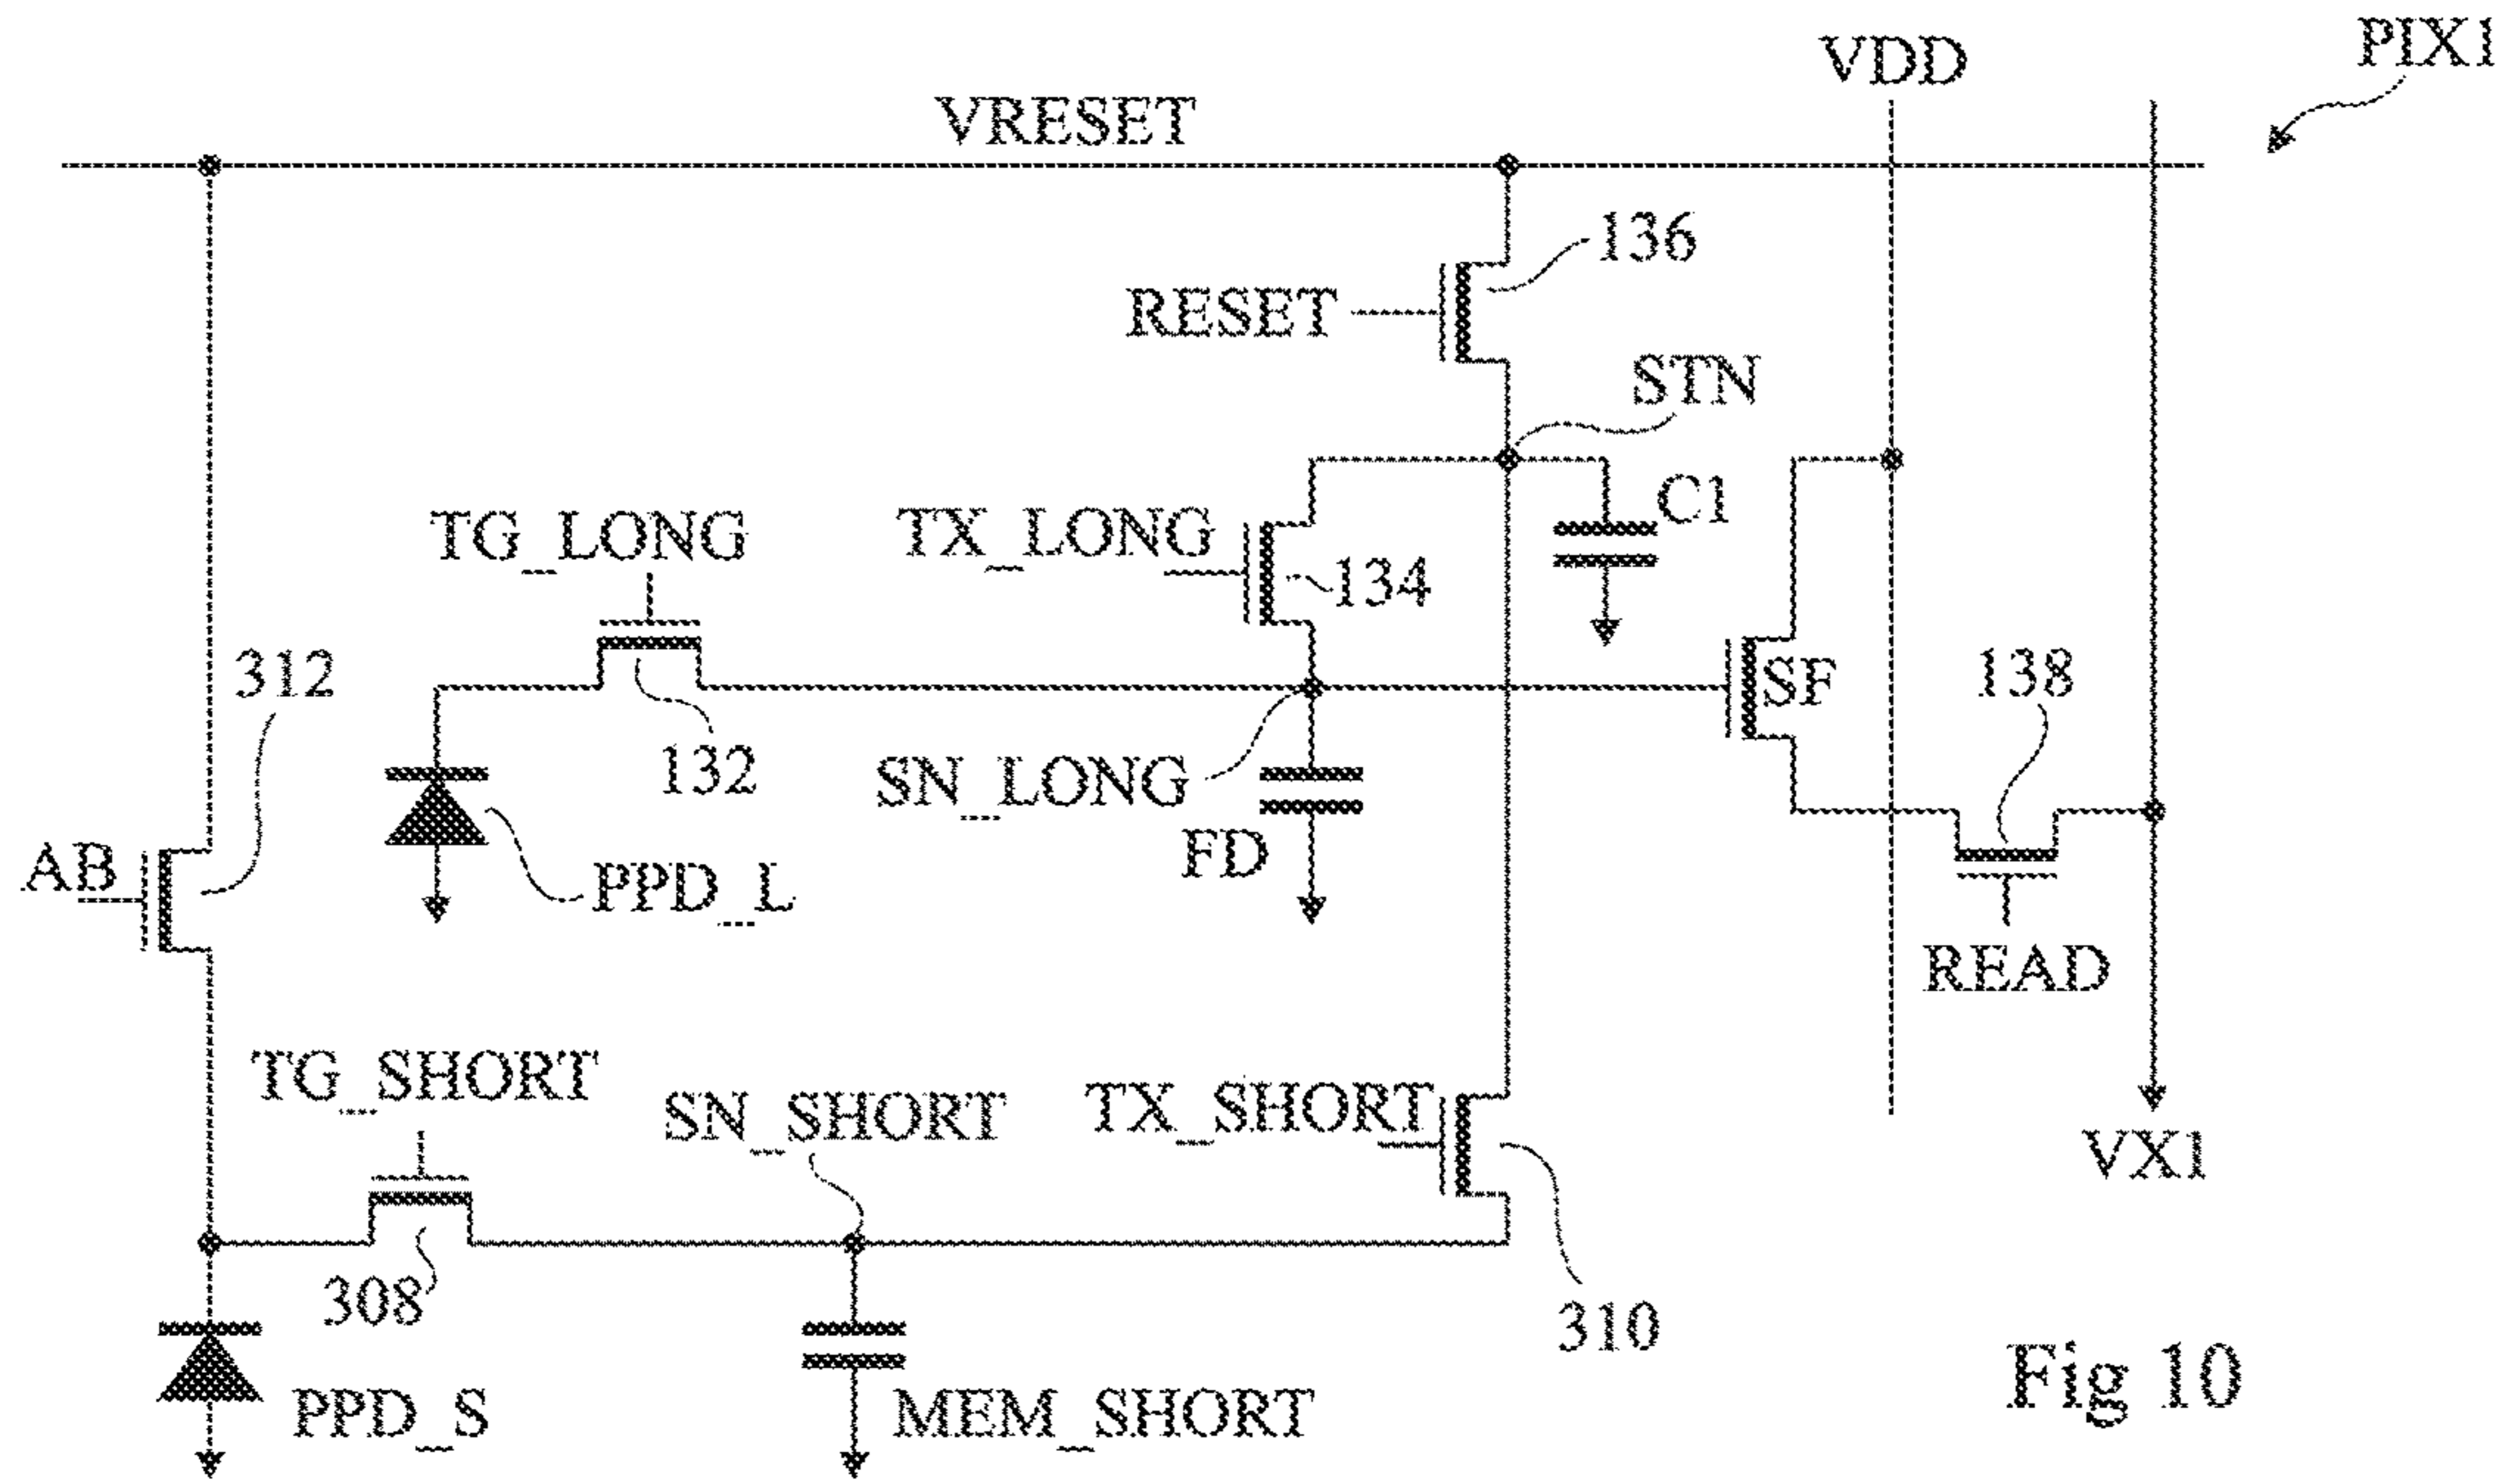 PIX1
VDD
VRESET
136
RESET
STN
C1
TG_LONG
TX_LONG
134
312
SF
138
132
SN_LONG
FD
AB
PPD_L
READ
TG_SHORT
SN_SHORT
TX_SHORT
VX1
308
310
PPD_S
MEM_SHORT
Fig 10